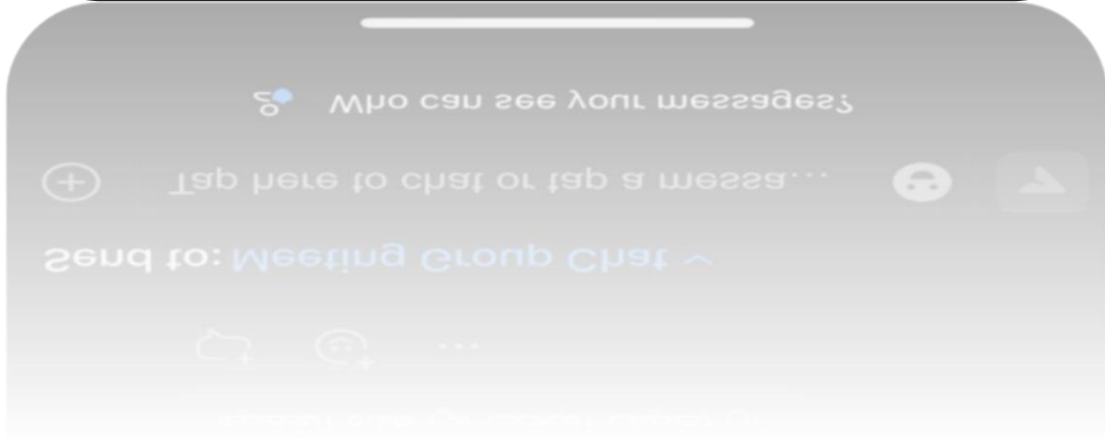 Who can see your messages?
Tap here to chat or tap a messa...
Send to: Meeting Group Chat